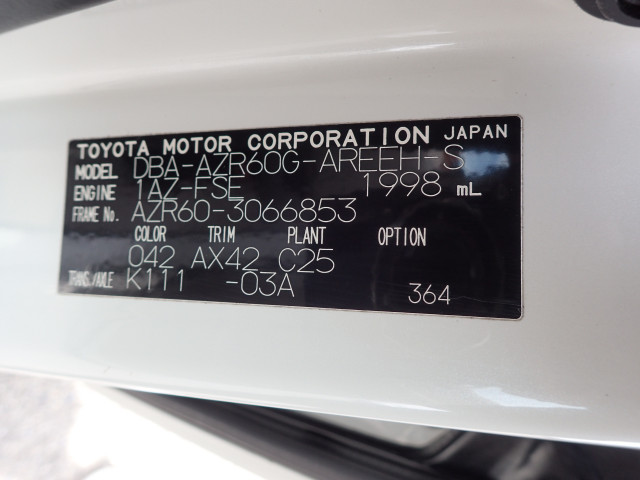 TOYOTA MOTOR CORPORATION JAPAN
MODEL DBA-AZR60G-AREEH-S
ENGINE 1AZ-FSE 1998 mL
FRAME No. AZR60-3066853
COLOR TRIM PLANT OPTION
042 AX42 C25
TRANS./AXLE K111 -03A 364